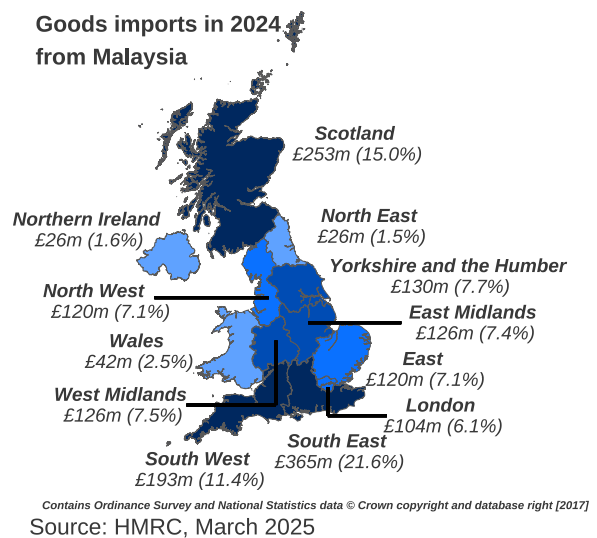 Goods imports in 2024
from Malaysia
Scotland
£253m (15.0%)
Northern Ireland
£26m (1.6%)
North East
£26m (1.5%)
Yorkshire and the Humber
£130m (7.7%)
North West
£120m (7.1%)
East Midlands
£126m (7.4%)
Wales
£42m (2.5%)
East
£120m (7.1%)
West Midlands
£126m (7.5%)
London
£104m (6.1%)
South East
£365m (21.6%)
South West
£193m (11.4%)
Contains Ordinance Survey and National Statistics data © Crown copyright and database right [2017]
Source: HMRC, March 2025